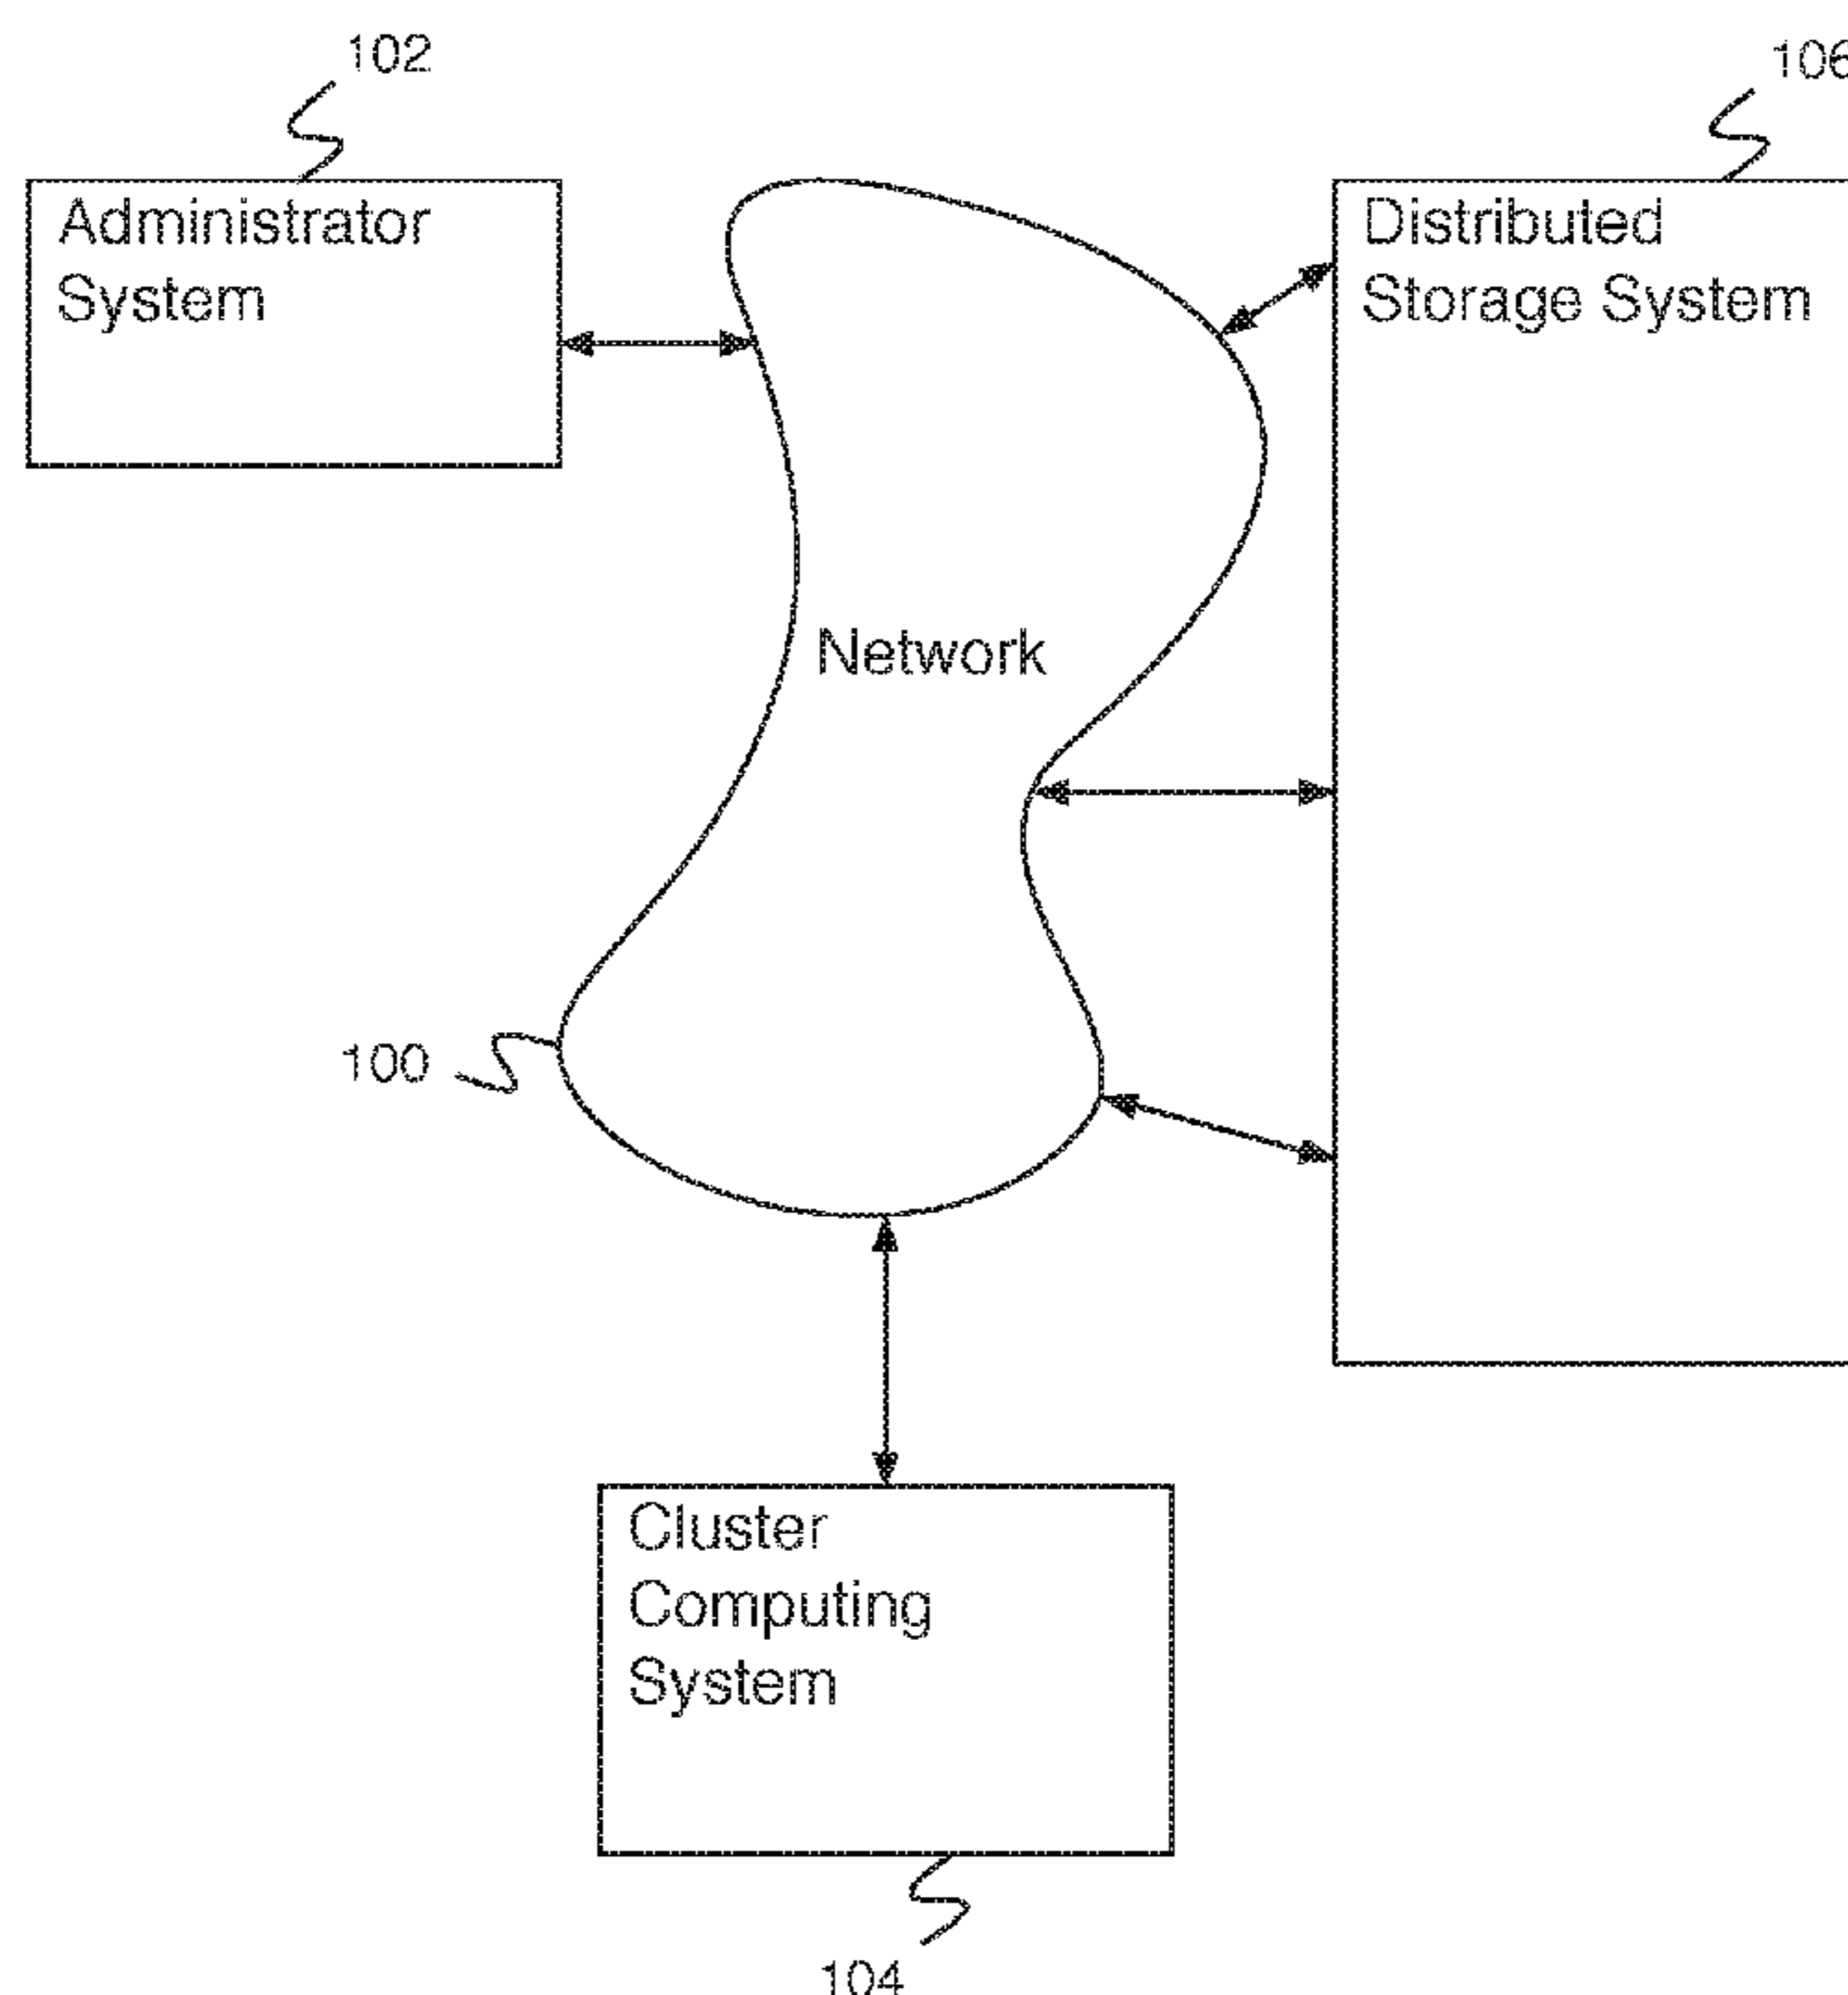 102
106
Administrator
System
Distributed
Storage System
Network
100
Cluster
Computing
System
104